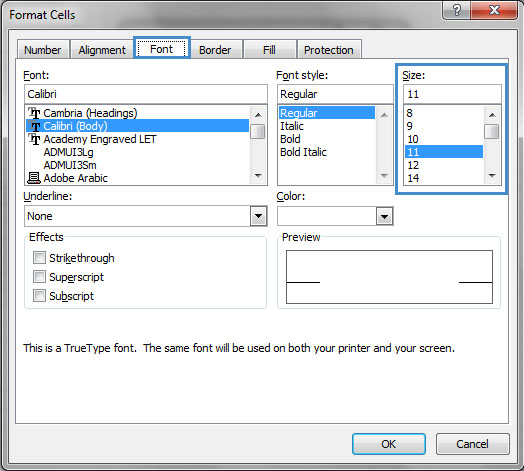 Format Cells
?
Number Alignment Font Border Fill Protection
Font:
Calibri
Cambria (Headings)
Calibri (Body)
Academy Engraved LET
ADMUI3Lg
ADMUI3Sm
Adobe Arabic
Font style:
Regular
Regular
Italic
Bold
Bold Italic
Size:
11
8
9
10
11
12
14
Underline:
None
Color:
Effects
Strikethrough
Superscript
Subscript
Preview
This is a TrueType font.  The same font will be used on both your printer and your screen.
OK Cancel